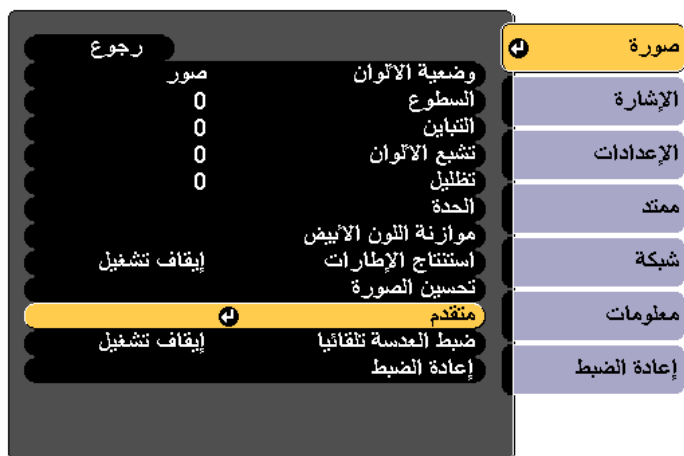 صورة
الإشارة
الإعدادات
ممتد
شبكة
معلومات
إعادة الضبط
رجوع
وضعية الألوان صور
السطوع 0
التباين 0
تشبع الألوان 0
تظليل 0
الحدة
موازنة اللون الأبيض
استنتاج الإطارات إيقاف تشغيل
تحسين الصورة
متقدم
ضبط العدسة تلقائيا إيقاف تشغيل
إعادة الضبط